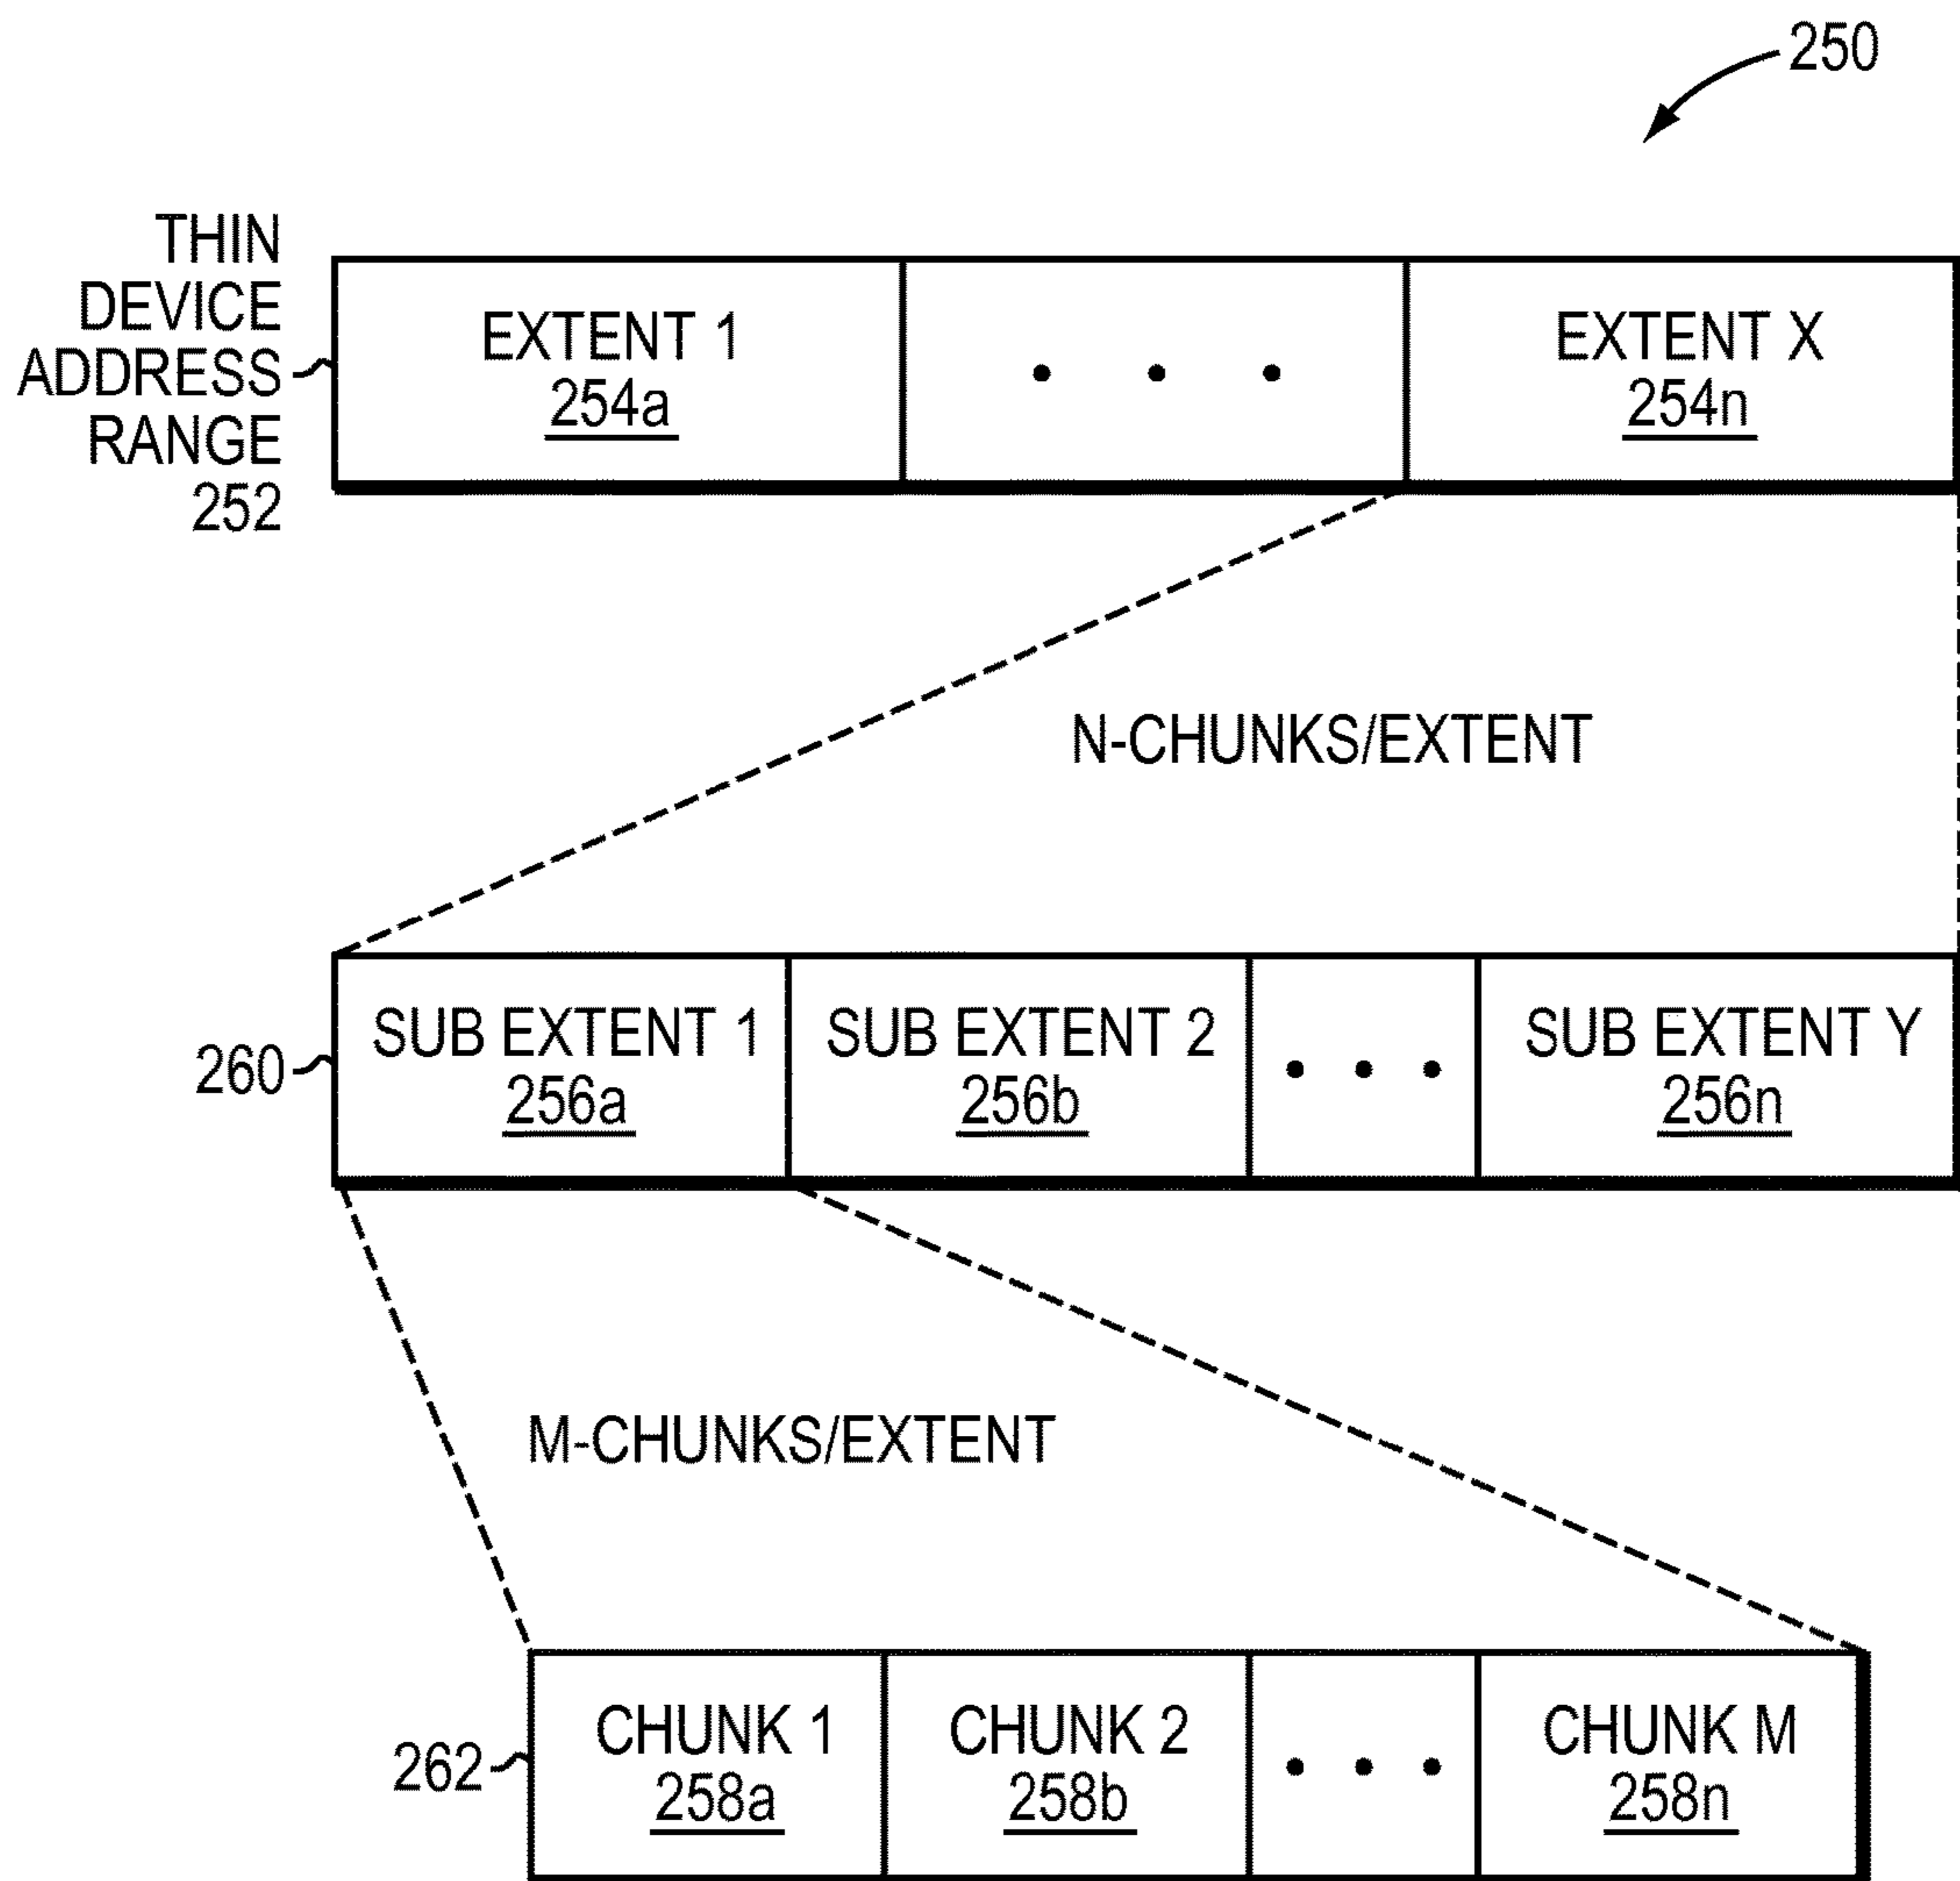 250
THIN
DEVICE
ADDRESS
RANGE
252
EXTENT 1
254a
EXTENT X
254n
N-CHUNKS/EXTENT
260
SUB EXTENT 1
256a
SUB EXTENT 2
256b
SUB EXTENT Y
256n
M-CHUNKS/EXTENT
262
CHUNK 1
258a
CHUNK 2
258b
CHUNK M
258n